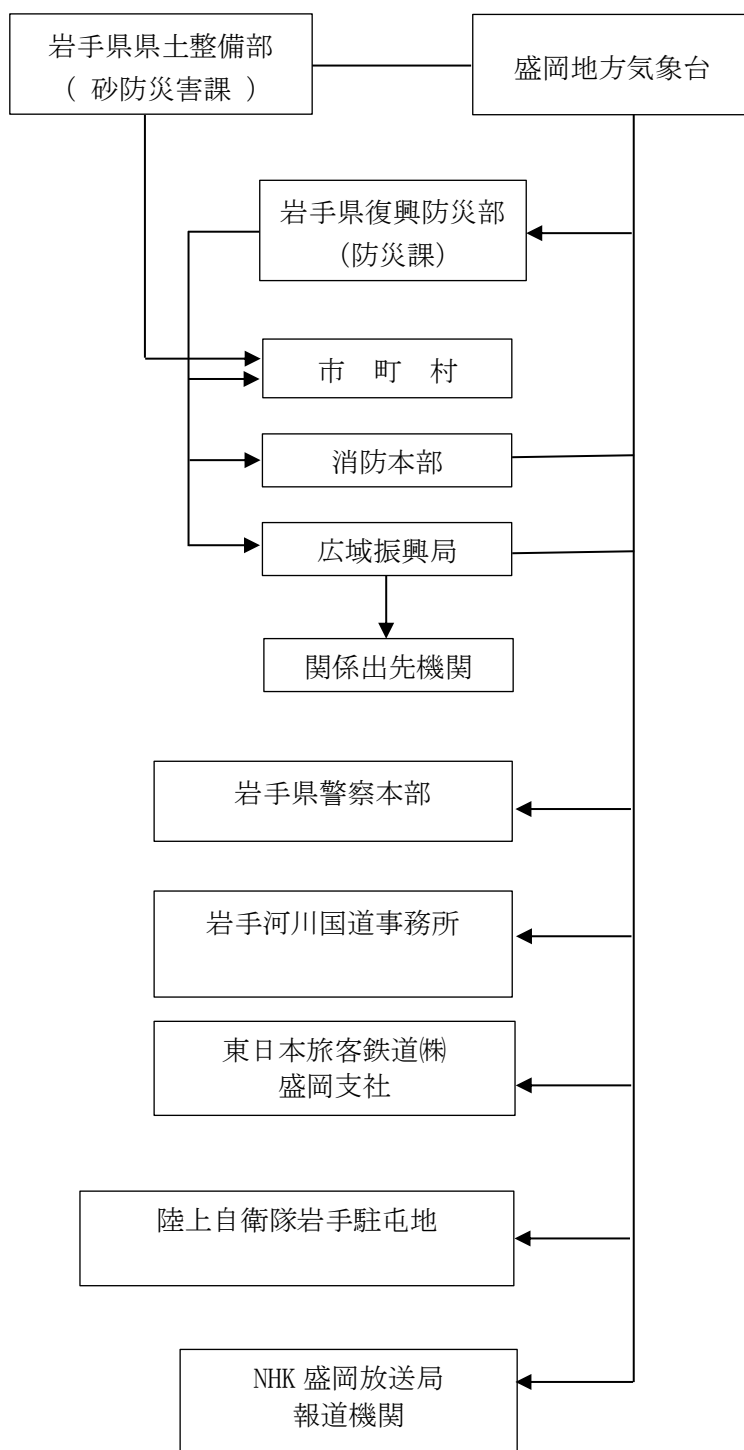 岩手県県土整備部
（ 砂防災害課 ）
盛岡地方気象台
岩手県復興防災部
（防災課）
市　町　村
消防本部
広域振興局
関係出先機関
岩手県警察本部
岩手河川国道事務所
東日本旅客鉄道㈱
盛岡支社
陸上自衛隊岩手駐屯地
NHK 盛岡放送局
報道機関